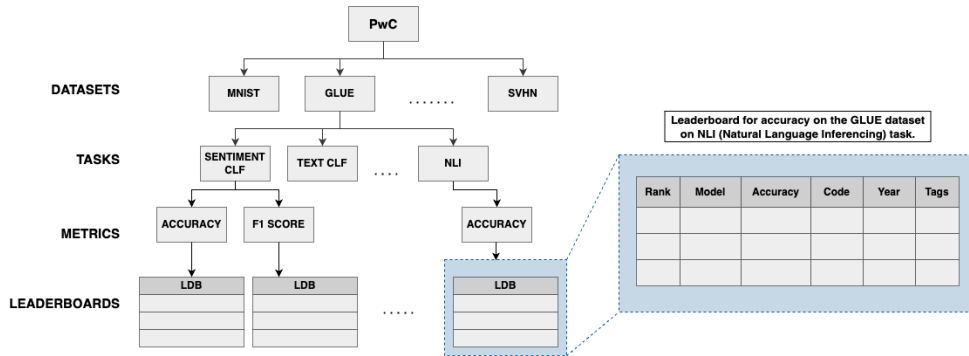 PwC
DATASETS
MNIST
GLUE
.......
SVHN
Leaderboard for accuracy on the GLUE dataset
on NLI (Natural Language Inferencing) task.
TASKS
SENTIMENT
CLF
TEXT CLF
....
NLI
Rank Model Accuracy Code Year Tags
METRICS
ACCURACY
F1 SCORE
ACCURACY
LEADERBOARDS
LDB
LDB
.....
LDB